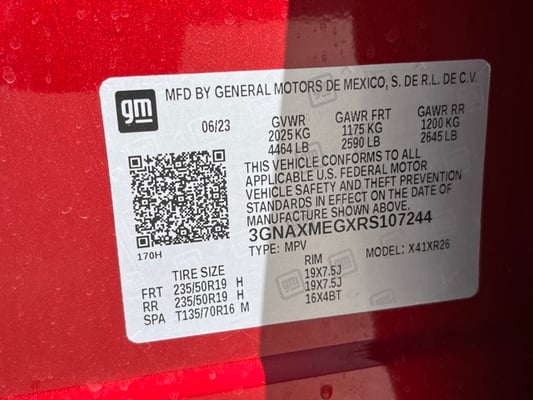 gm
MFD BY GENERAL MOTORS DE MEXICO, S. DE R.L. DE C.V.
06/23 GVWR GAWR FRT GAWR RR
2025 KG 1175 KG 1200 KG
4464 LB 2590 LB 2645 LB
THIS VEHICLE CONFORMS TO ALL
APPLICABLE U.S. FEDERAL MOTOR
VEHICLE SAFETY AND THEFT PREVENTION
STANDARDS IN EFFECT ON THE DATE OF
MANUFACTURE SHOWN ABOVE.
3GNAXMEGXRS107244
170H TYPE: MPV MODEL: X41XR26
TIRE SIZE RIM
FRT 235/50R19 H 19X7.5J
RR 235/50R19 H 19X7.5J
SPA T135/70R16 M 16X4BT